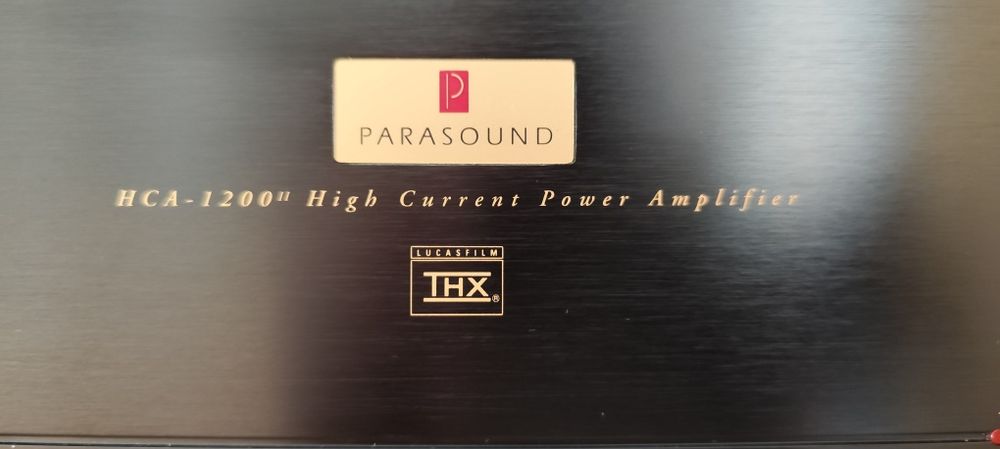 P
PARASOUND
HCA-1200II High Current Power Amplifier
LUCASFILM
THX®